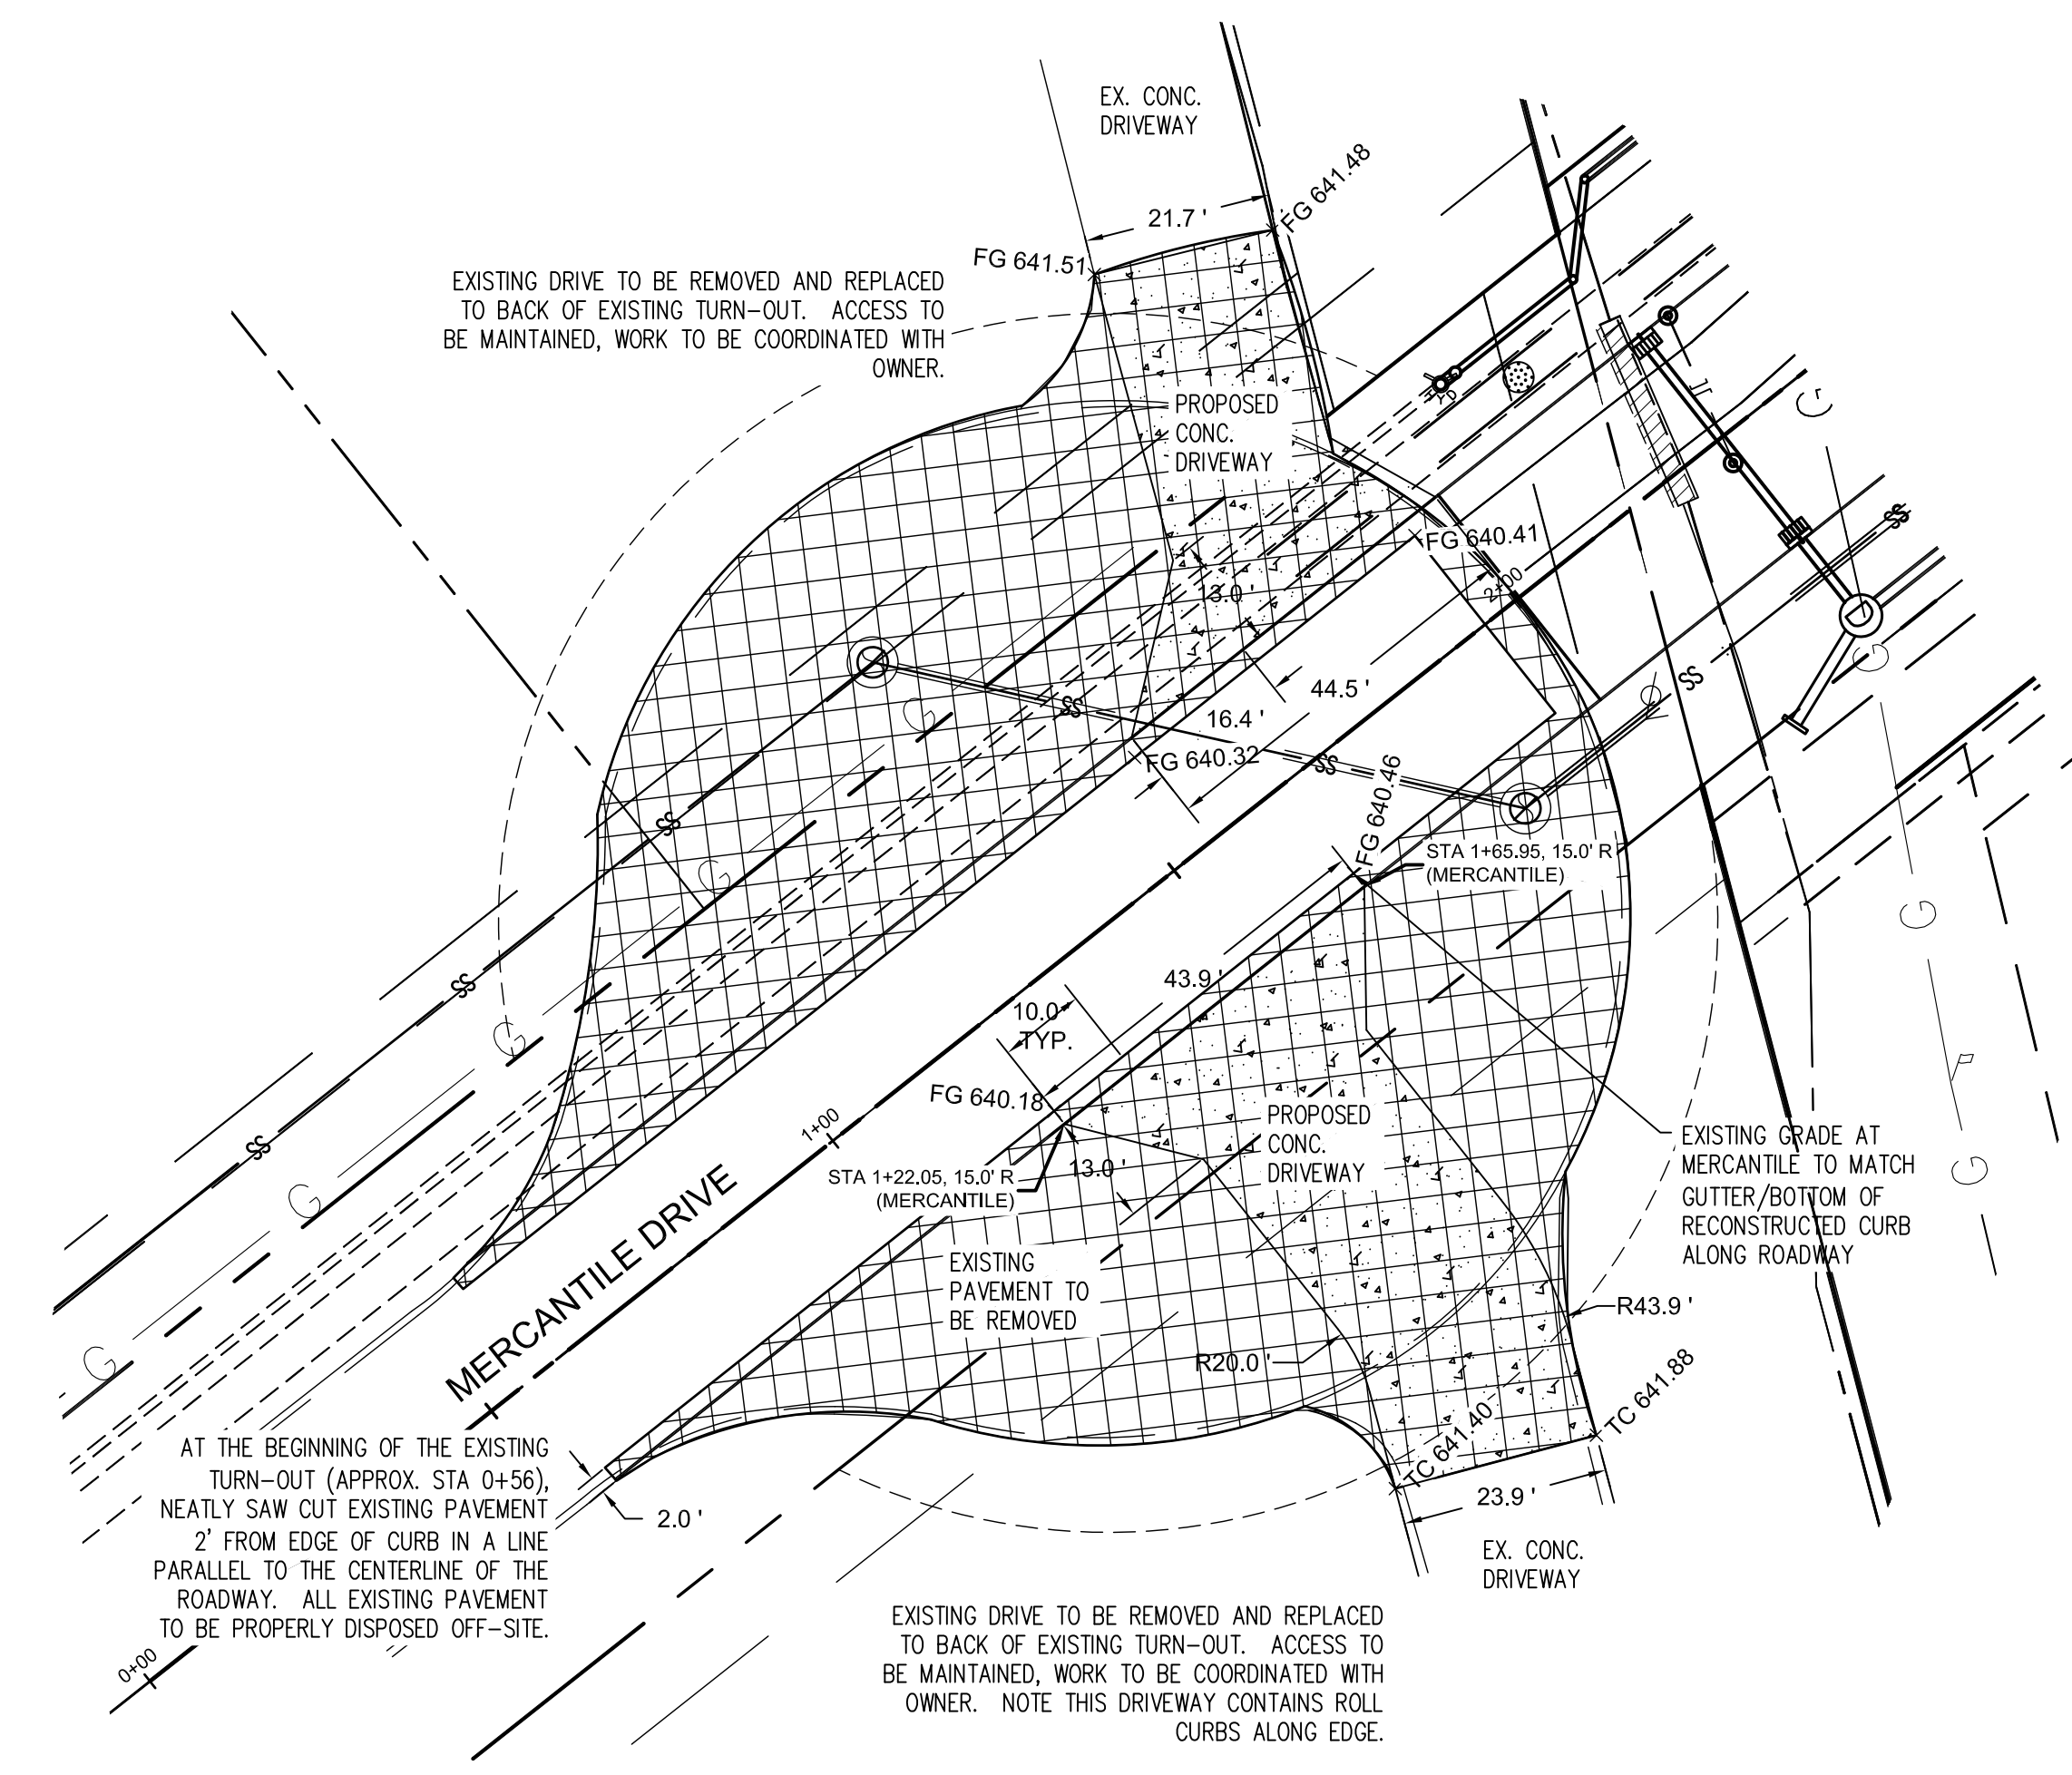 EX. CONC.
DRIVEWAY
21.7 '
FG 641.48
FG 641.51
EXISTING DRIVE TO BE REMOVED AND REPLACED
TO BACK OF EXISTING TURN-OUT. ACCESS TO
BE MAINTAINED, WORK TO BE COORDINATED WITH
OWNER.
PROPOSED
CONC.
DRIVEWAY
FG 640.41
2+00
13.0 '
44.5 '
16.4 '
FG 640.32
FG 640.46
STA 1+65.95, 15.0' R
(MERCANTILE)
SS
SS
SS
SS
SS
SS
SS
G
G
G
G
G
G
G
G
G
G
43.9 '
10.0 '
TYP.
FG 640.18
1+00
STA 1+22.05, 15.0' R
(MERCANTILE)
13.0 '
PROPOSED
CONC.
DRIVEWAY
EXISTING GRADE AT
MERCANTILE TO MATCH
GUTTER/BOTTOM OF
RECONSTRUCTED CURB
ALONG ROADWAY
MERCANTILE DRIVE
EXISTING
PAVEMENT TO
BE REMOVED
R43.9 '
R20.0 '
TC 641.88
TC 641.40
23.9 '
EX. CONC.
DRIVEWAY
2.0 '
AT THE BEGINNING OF THE EXISTING
TURN-OUT (APPROX. STA 0+56),
NEATLY SAW CUT EXISTING PAVEMENT
2' FROM EDGE OF CURB IN A LINE
PARALLEL TO THE CENTERLINE OF THE
ROADWAY. ALL EXISTING PAVEMENT
TO BE PROPERLY DISPOSED OFF-SITE.
0+00
EXISTING DRIVE TO BE REMOVED AND REPLACED
TO BACK OF EXISTING TURN-OUT. ACCESS TO
BE MAINTAINED, WORK TO BE COORDINATED WITH
OWNER. NOTE THIS DRIVEWAY CONTAINS ROLL
CURBS ALONG EDGE.